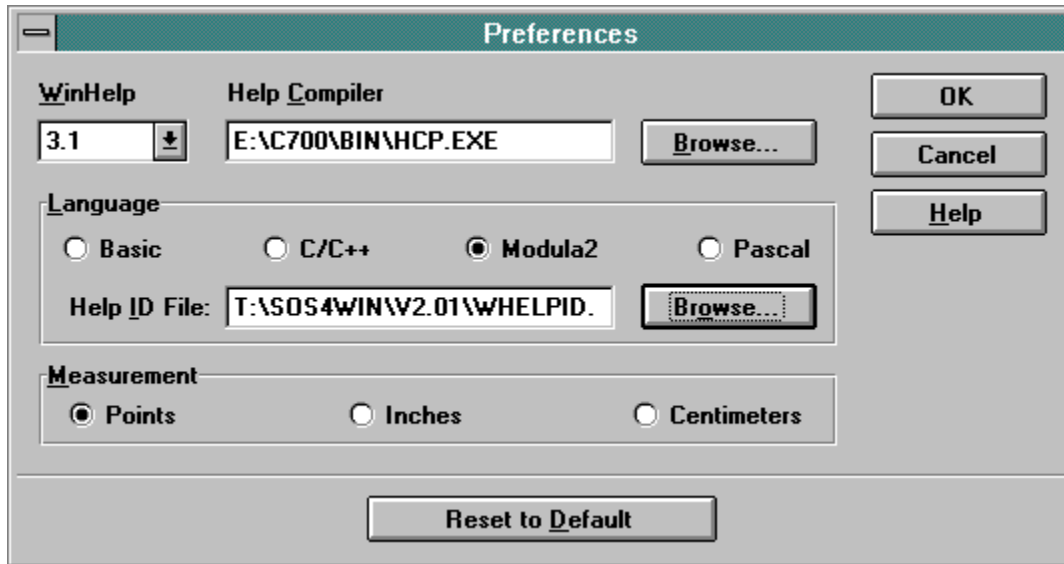 Preferences
WinHelp Help Compiler
3.1 E:\C700\BIN\HCP.EXE Browse...
OK
Cancel
Help
Language
Basic C/C++ Modula2 Pascal
Help ID File: T:\SOS4WIN\V2.01\WHELPID. Browse...
Measurement
Points Inches Centimeters
Reset to Default